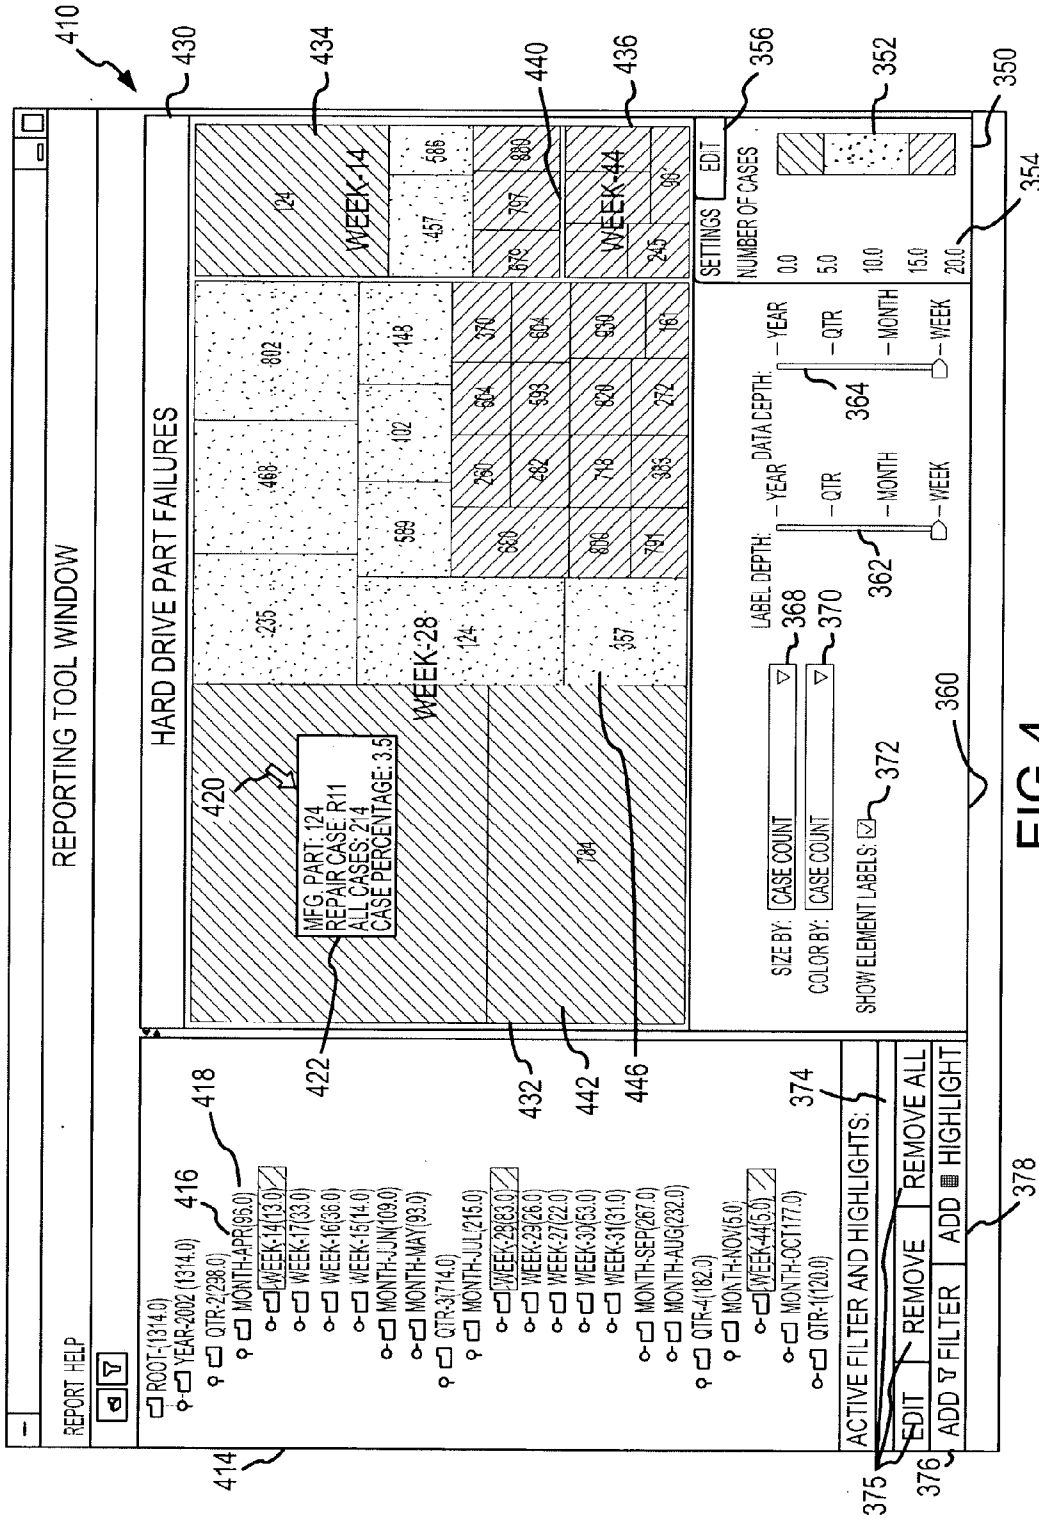 410
REPORTING TOOL WINDOW
REPORT HELP
430
HARD DRIVE PART FAILURES
414
ROOT-(1314.0)
YEAR-2002 (1314.0)
QTR-2(298.0)
416
MONTH-APR(96.0)
418
WEEK-14(13.0)
WEEK-17(33.0)
WEEK-16(36.0)
WEEK-15(14.0)
MONTH-JUN(109.0)
MONTH-MAY(93.0)
QTR-3(714.0)
MONTH-JUL(215.0)
WEEK-28(83.0)
WEEK-29(26.0)
WEEK-27(22.0)
WEEK-30(53.0)
WEEK-31(31.0)
MONTH-SEP(267.0)
MONTH-AUG(232.0)
QTR-4(182.0)
MONTH-NOV(5.0)
WEEK-44(5.0)
MONTH-OCT(177.0)
QTR-1(120.0)
420
MFG. PART: 124
REPAIR CASE: R11
ALL CASES: 214
CASE PERCENTAGE: 3.5
422
432
442
446
784
WEEK-28
235
468
802
124
357
599
102
148
660
260
604
370
482
593
604
800
718
820
930
791
383
272
161
WEEK-14
124
434
457
586
679
797
880
440
WEEK-44
436
245
96
ACTIVE FILTER AND HIGHLIGHTS:
374
EDIT
REMOVE
REMOVE ALL
375
ADD FILTER
ADD HIGHLIGHT
376
378
SIZE BY:
CASE COUNT
368
COLOR BY:
CASE COUNT
370
SHOW ELEMENT LABELS:
372
360
LABEL DEPTH:
YEAR
QTR
MONTH
WEEK
362
DATA DEPTH:
YEAR
QTR
MONTH
WEEK
364
SETTINGS
EDIT
356
NUMBER OF CASES
0.0
5.0
10.0
15.0
20.0
352
350
354
FIG.4